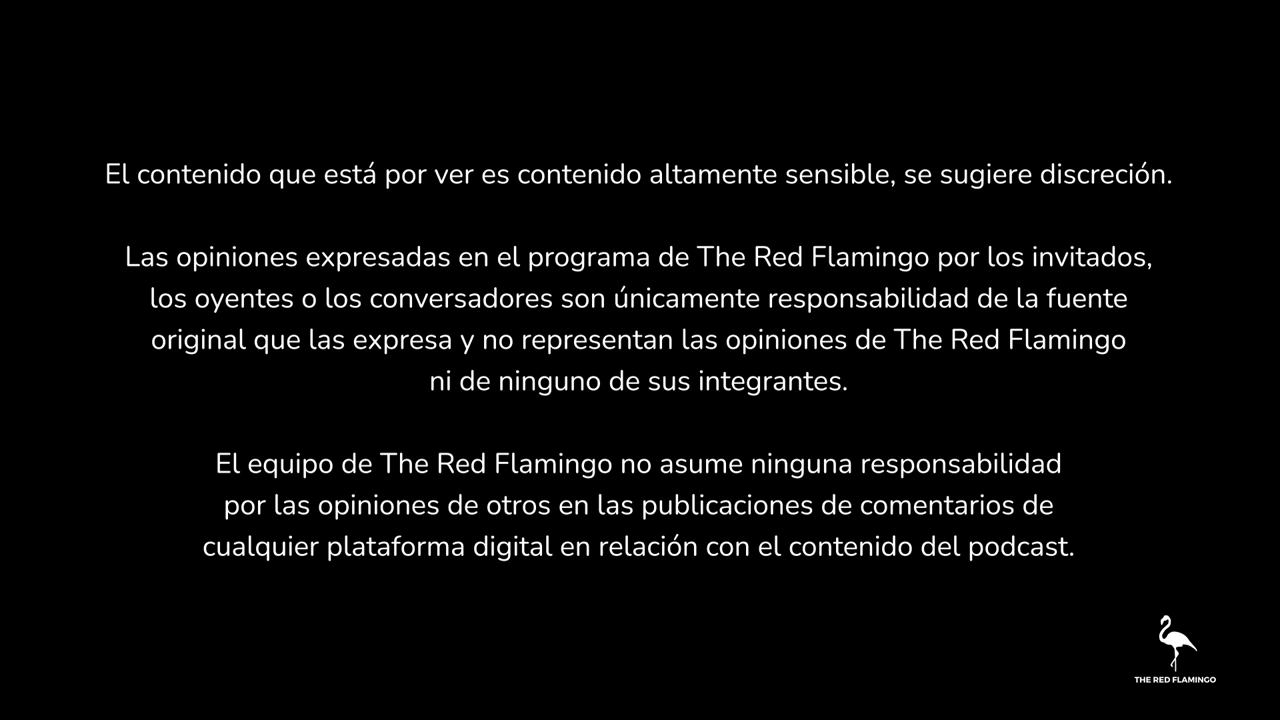 El contenido que está por ver es contenido altamente sensible, se sugiere discreción.
Las opiniones expresadas en el programa de The Red Flamingo por los invitados,
los oyentes o los conversadores son únicamente responsabilidad de la fuente
original que las expresa y no representan las opiniones de The Red Flamingo
ni de ninguno de sus integrantes.
El equipo de The Red Flamingo no asume ninguna responsabilidad
por las opiniones de otros en las publicaciones de comentarios de
cualquier plataforma digital en relación con el contenido del podcast.
THE RED FLAMINGO